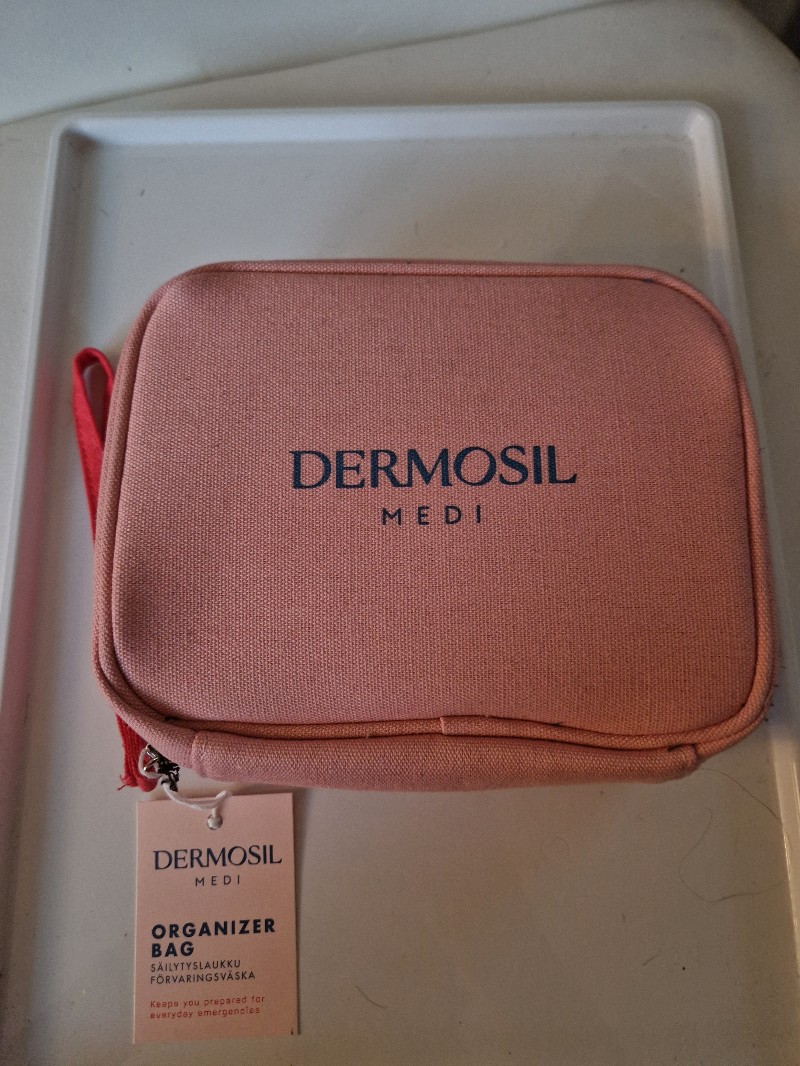 DERMOSIL
MEDI
DERMOSIL
MEDI
ORGANIZER
BAG
SÄILYTYSLAUKKU
FÖRVARINGSVÄSKA
Keeps you prepared for
everyday emergencies